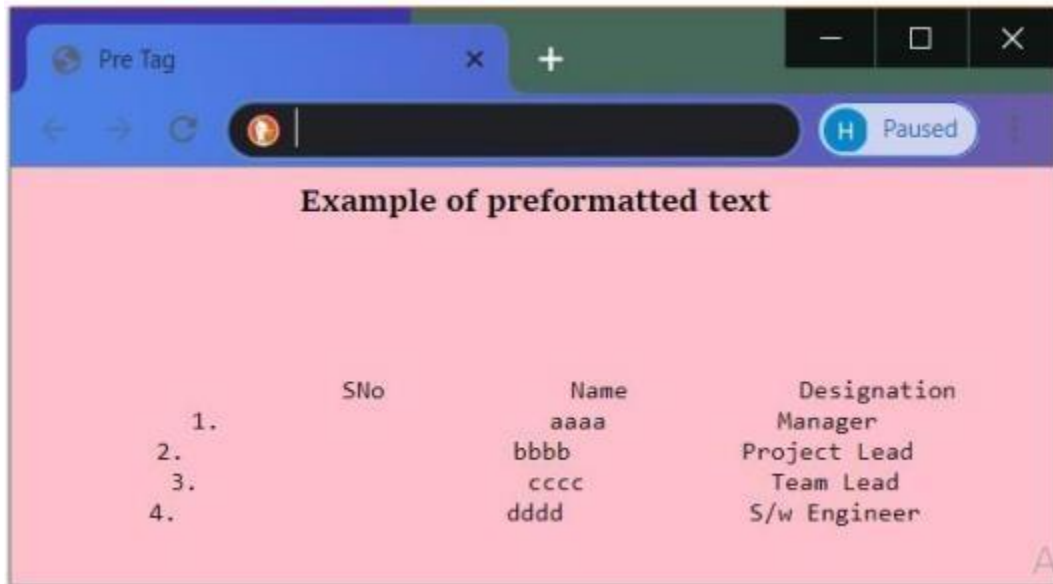 Pre Tag
H Paused
Example of preformatted text
SNo Name Designation
1. aaaa Manager
2. bbbb Project Lead
3. cccc Team Lead
4. dddd S/w Engineer
A